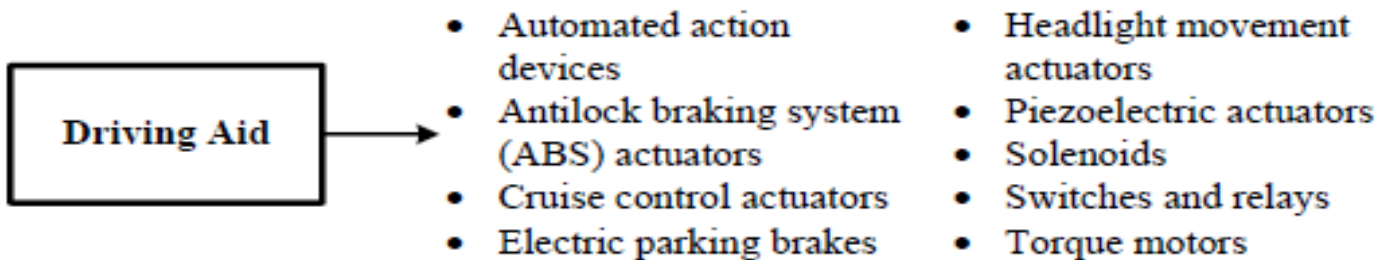 Driving Aid
• Automated action
devices
• Antilock braking system
(ABS) actuators
• Cruise control actuators
• Electric parking brakes
• Headlight movement
actuators
• Piezoelectric actuators
• Solenoids
• Switches and relays
• Torque motors